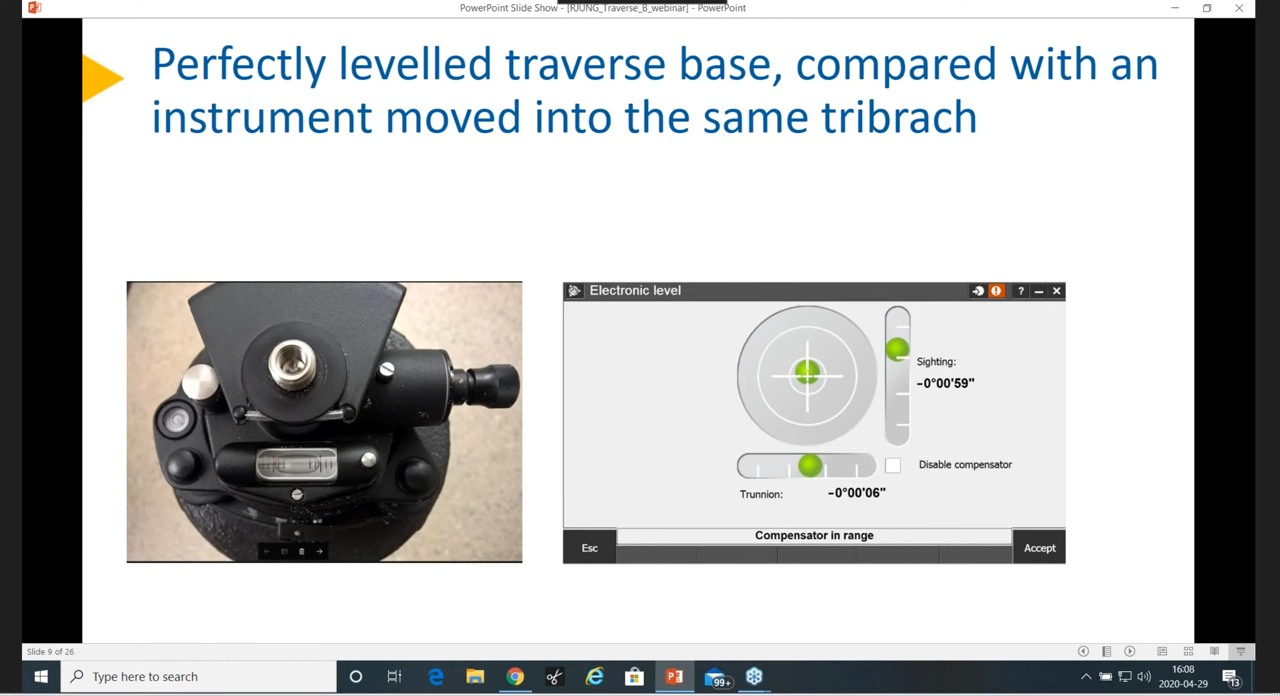 PowerPoint Slide Show - [RJUNG_Traverse_B_webinar] - PowerPoint
Perfectly levelled traverse base, compared with an
instrument moved into the same tribrach
Electronic level
?
Sighting:
-0°00'59"
Disable compensator
Trunnion:
-0°00'06"
Compensator in range
Esc
Accept
Slide 9 of 26
Type here to search
99+
16:08
2020-04-29
13